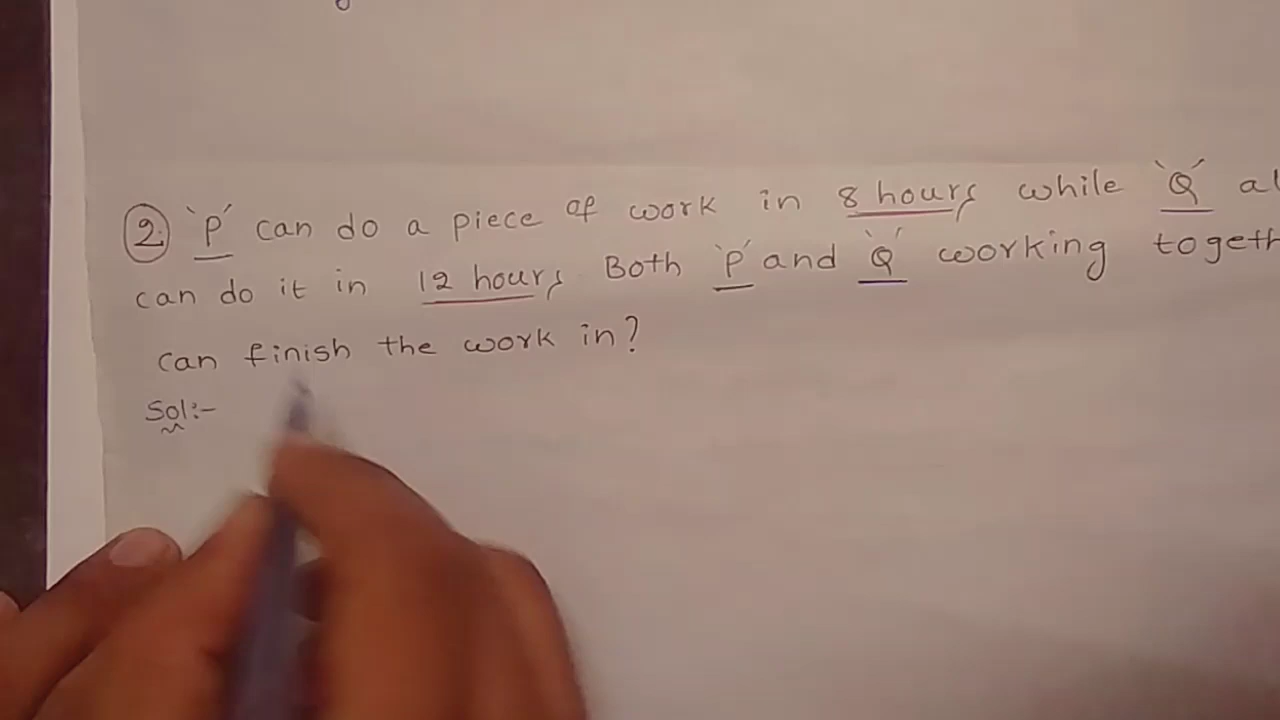 ② 'P' can do a piece of work in 8 hours while 'Q'
can do it in 12 hours Both 'P' and 'Q' working
can finish the work in?
Sol:-